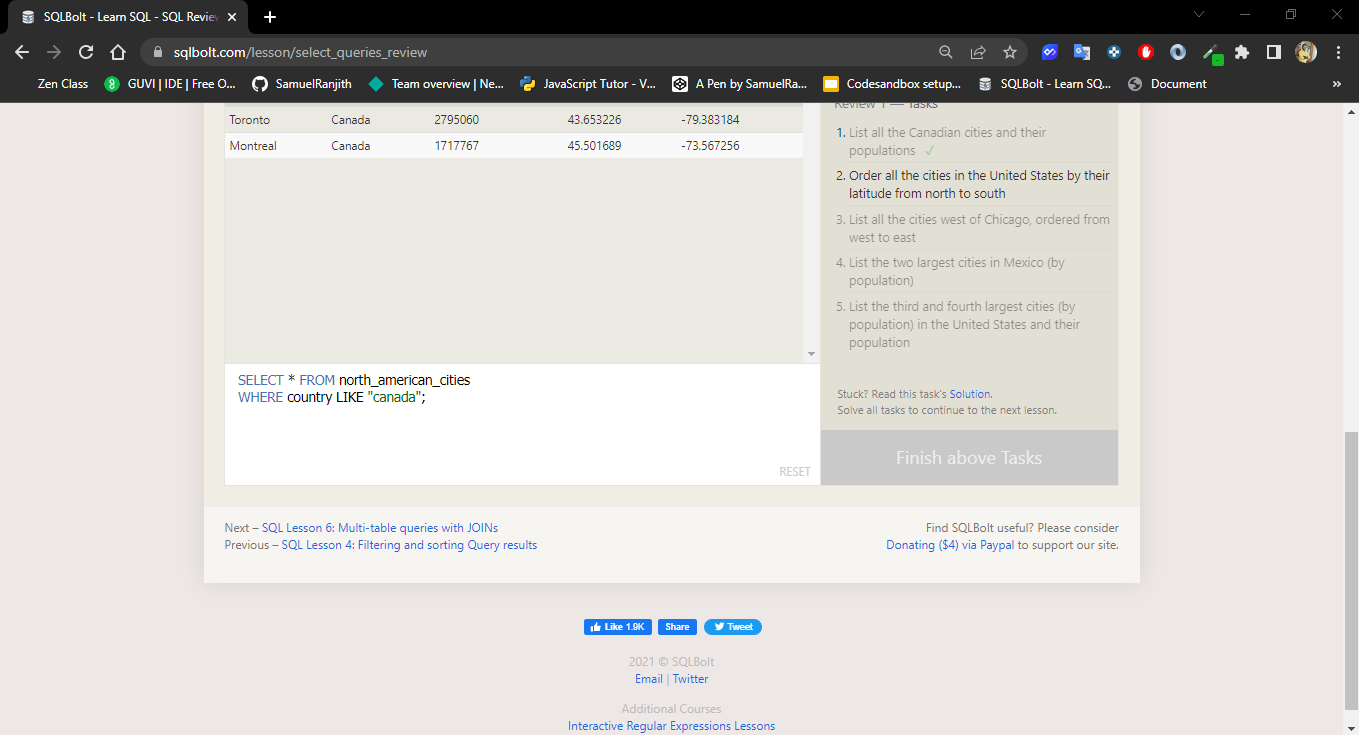 SQLBolt - Learn SQL - SQL Review
sqlbolt.com/lesson/select_queries_review
Zen Class
GUVI | IDE | Free O...
SamuelRanjith
Team overview | Ne...
JavaScript Tutor - V...
A Pen by SamuelRa...
Codesandbox setup...
SQLBolt - Learn SQ...
Document
»
Review 1 — Tasks
Toronto Canada 2795060 43.653226 -79.383184
Montreal Canada 1717767 45.501689 -73.567256
1. List all the Canadian cities and their
populations ✓
2. Order all the cities in the United States by their
latitude from north to south
3. List all the cities west of Chicago, ordered from
west to east
4. List the two largest cities in Mexico (by
population)
5. List the third and fourth largest cities (by
population) in the United States and their
population
Stuck? Read this task's Solution.
Solve all tasks to continue to the next lesson.
Finish above Tasks
SELECT * FROM north_american_cities
WHERE country LIKE "canada";
RESET
Next – SQL Lesson 6: Multi-table queries with JOINs
Previous – SQL Lesson 4: Filtering and sorting Query results
Find SQLBolt useful? Please consider
Donating ($4) via Paypal to support our site.
Like 1.9K
Share
Tweet
2021 © SQLBolt
Email | Twitter
Additional Courses
Interactive Regular Expressions Lessons